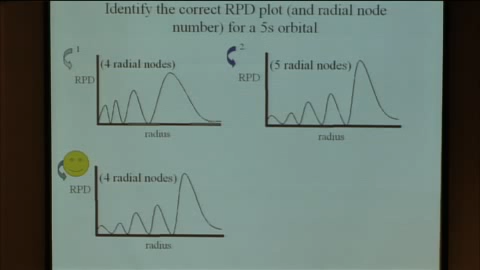 Identify the correct RPD plot (and radial node
number) for a 5s orbital
1
(4 radial nodes)
RPD
radius
2
(5 radial nodes)
RPD
radius
(4 radial nodes)
RPD
radius